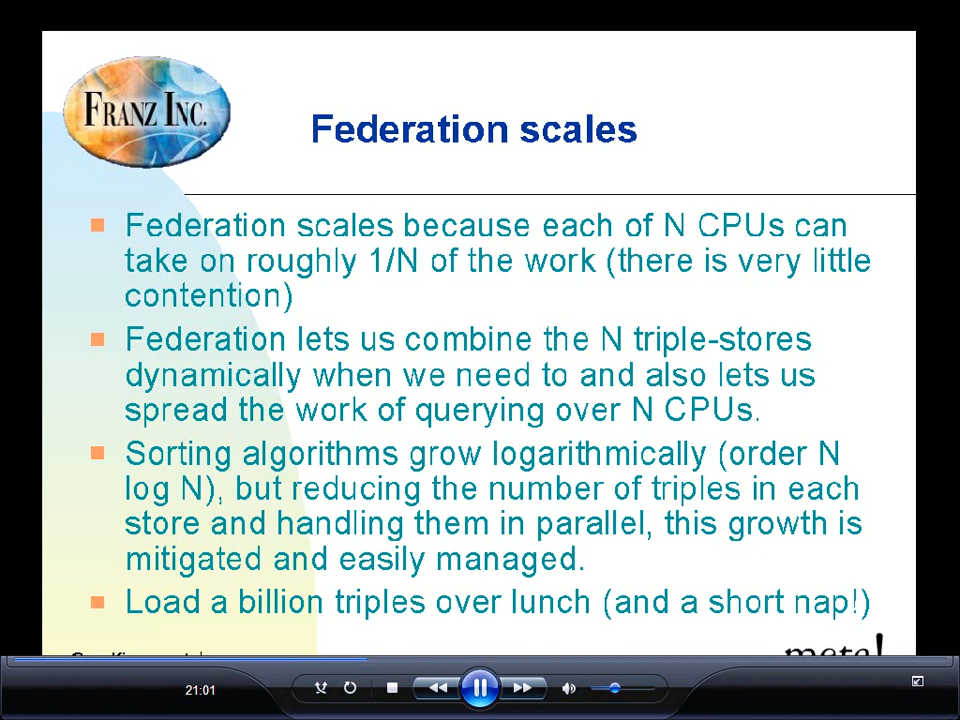 FRANZ INC.
Federation scales
Federation scales because each of N CPUs can
take on roughly 1/N of the work (there is very little
contention)
Federation lets us combine the N triple-stores
dynamically when we need to and also lets us
spread the work of querying over N CPUs.
Sorting algorithms grow logarithmically (order N
log N), but reducing the number of triples in each
store and handling them in parallel, this growth is
mitigated and easily managed.
Load a billion triples over lunch (and a short nap!)
21:01